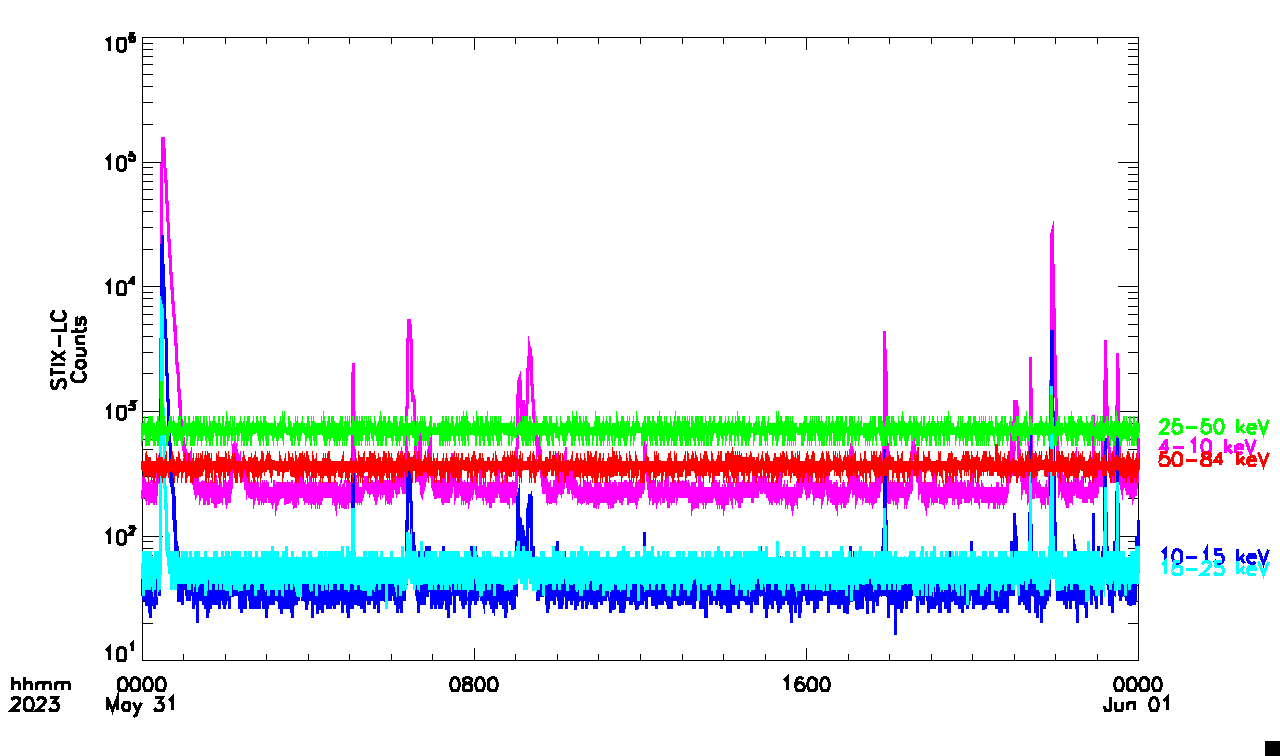 10⁶
10⁵
10⁴
10³
10²
10¹
STIX-LC
Counts
25-50 keV
4-10 keV
50-84 keV
10-15 keV
15-25 keV
hhmm 0000 0800 1600 0000
2023 May 31 Jun 01